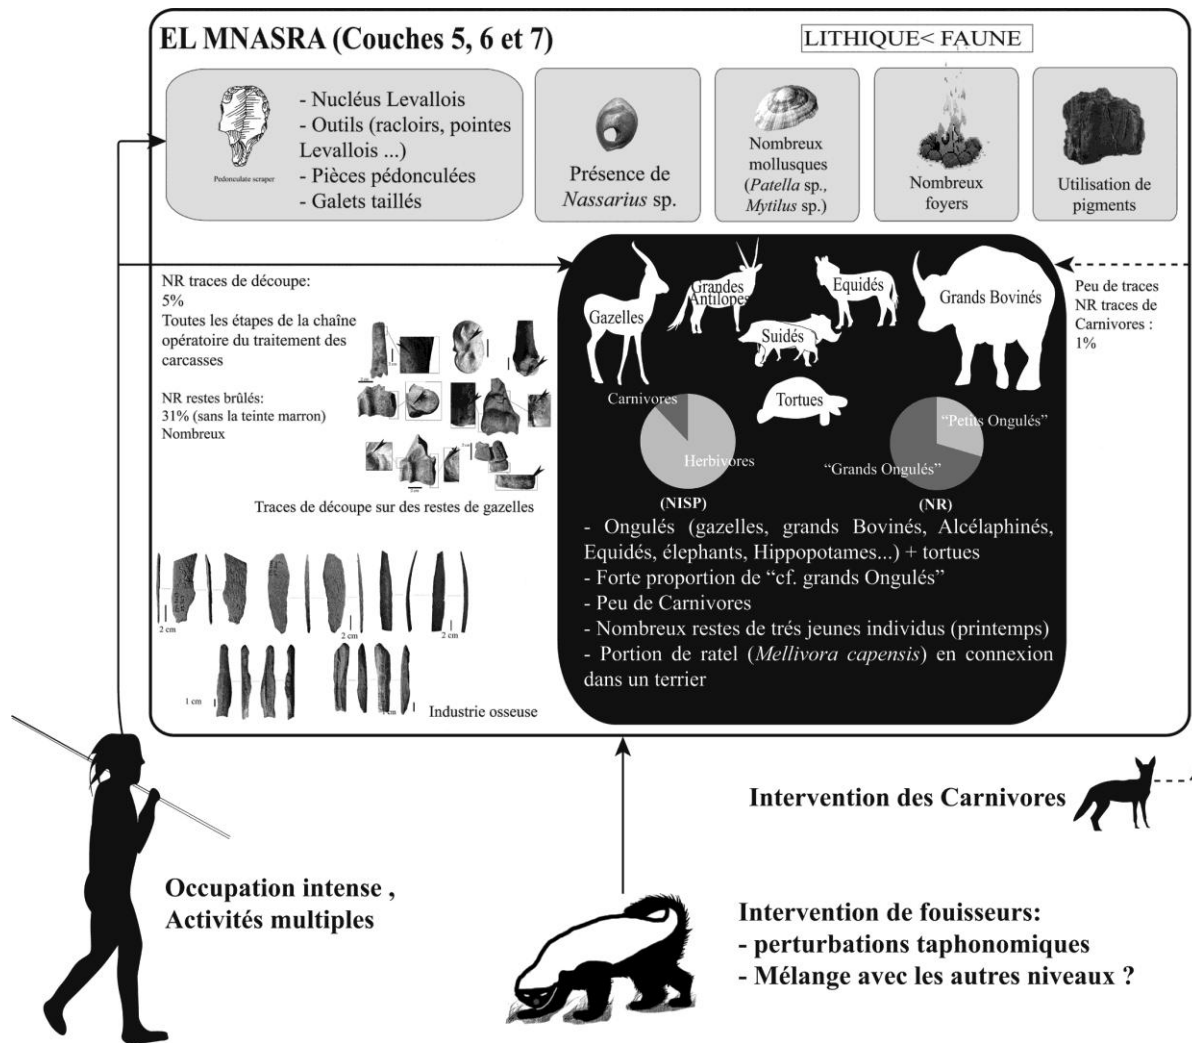 EL MNASRA (Couches 5, 6 et 7)
LITHIQUE< FAUNE
Pedonculate scraper
- Nucléus Levallois
- Outils (racloirs, pointes
Levallois ...)
- Pièces pédonculées
- Galets taillés
Présence de
Nassarius sp.
Nombreux
mollusques
(Patella sp.,
Mytilus sp.)
Nombreux
foyers
Utilisation de
pigments
NR traces de découpe:
5%
Toutes les étapes de la chaîne
opératoire du traitement des
carcasses
NR restes brûlés:
31% (sans la teinte marron)
Nombreux
Traces de découpe sur des restes de gazelles
2 cm
2 cm
2 cm
1 cm
Industrie osseuse
Gazelles
Grandes
Antilopes
Equidés
Grands Bovinés
Suidés
Tortues
Carnivores
Herbivores
(NISP)
"Petits Ongulés"
"Grands Ongulés"
(NR)
- Ongulés (gazelles, grands Bovinés, Alcélaphinés,
Equidés, élephants, Hippopotames...) + tortues
- Forte proportion de "cf. grands Ongulés"
- Peu de Carnivores
- Nombreux restes de trés jeunes individus (printemps)
- Portion de ratel (Mellivora capensis) en connexion
dans un terrier
Peu de traces
NR traces de
Carnivores :
1%
Occupation intense ,
Activités multiples
Intervention des Carnivores
Intervention de fouisseurs:
- perturbations taphonomiques
- Mélange avec les autres niveaux ?